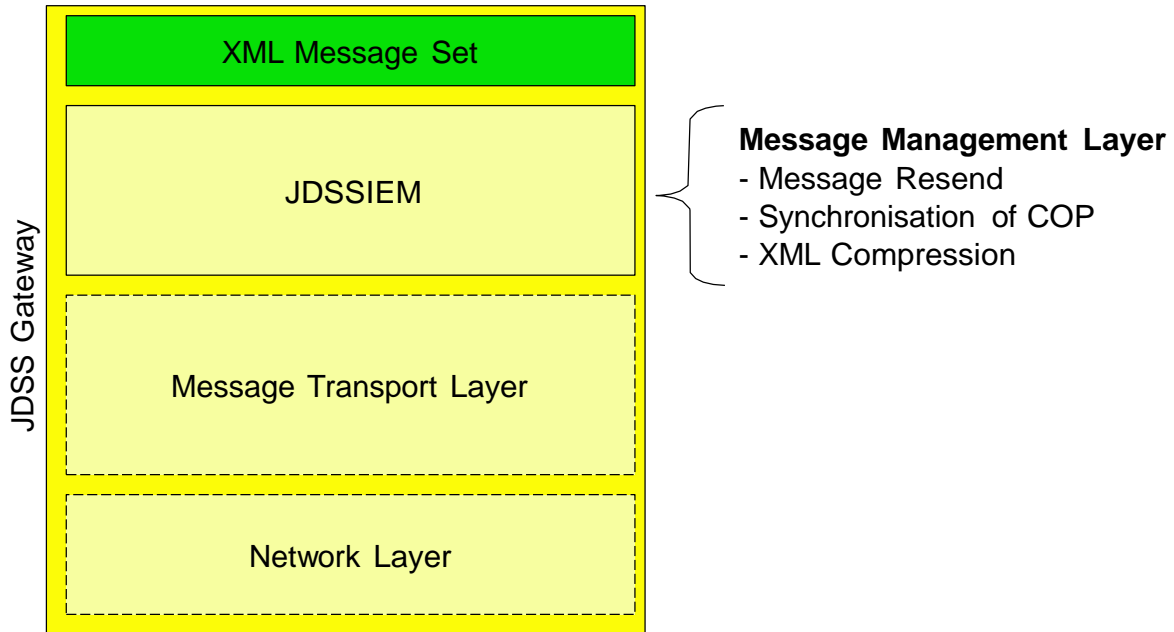 XML Message Set
JDSSIEM
Message Transport Layer
Network Layer
JDSS Gateway
Message Management Layer
- Message Resend
- Synchronisation of COP
- XML Compression